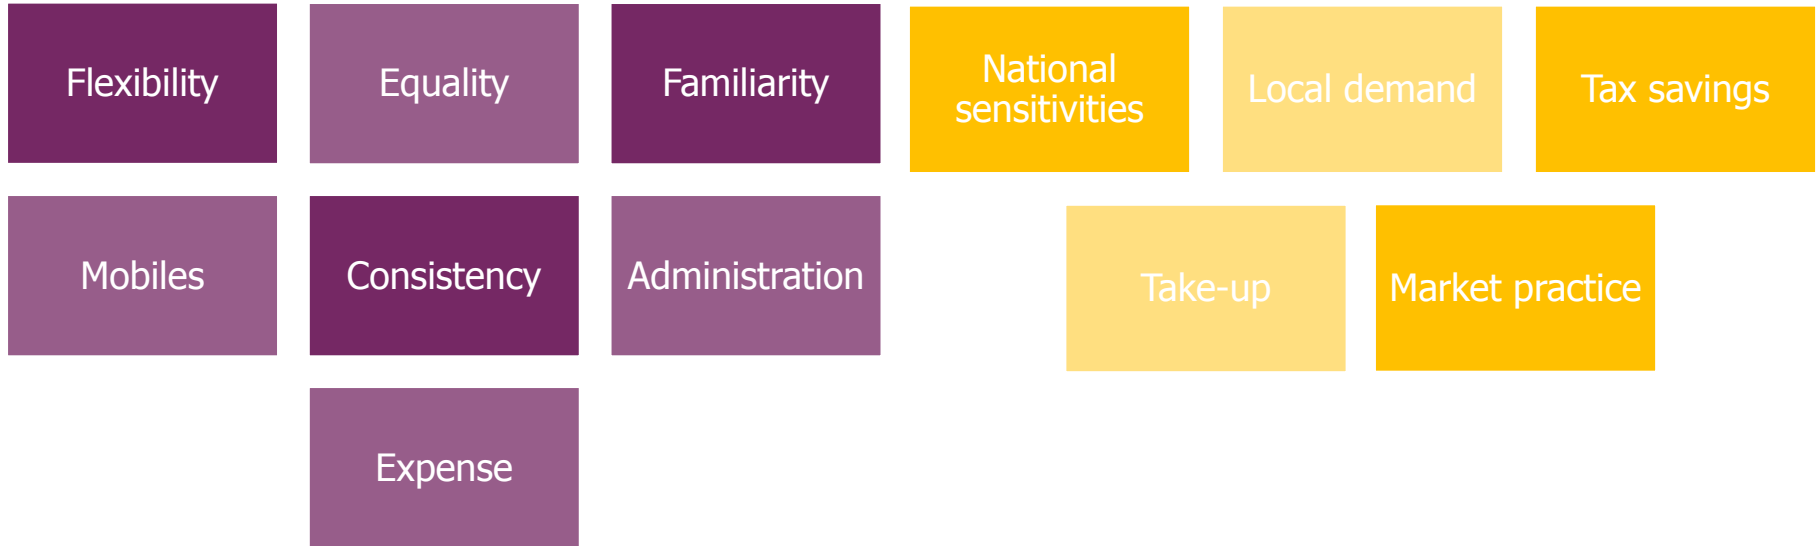 Flexibility
Equality
Familiarity
Mobiles
Consistency
Administration
Expense
National
sensitivities
Local demand
Tax savings
Take-up
Market practice